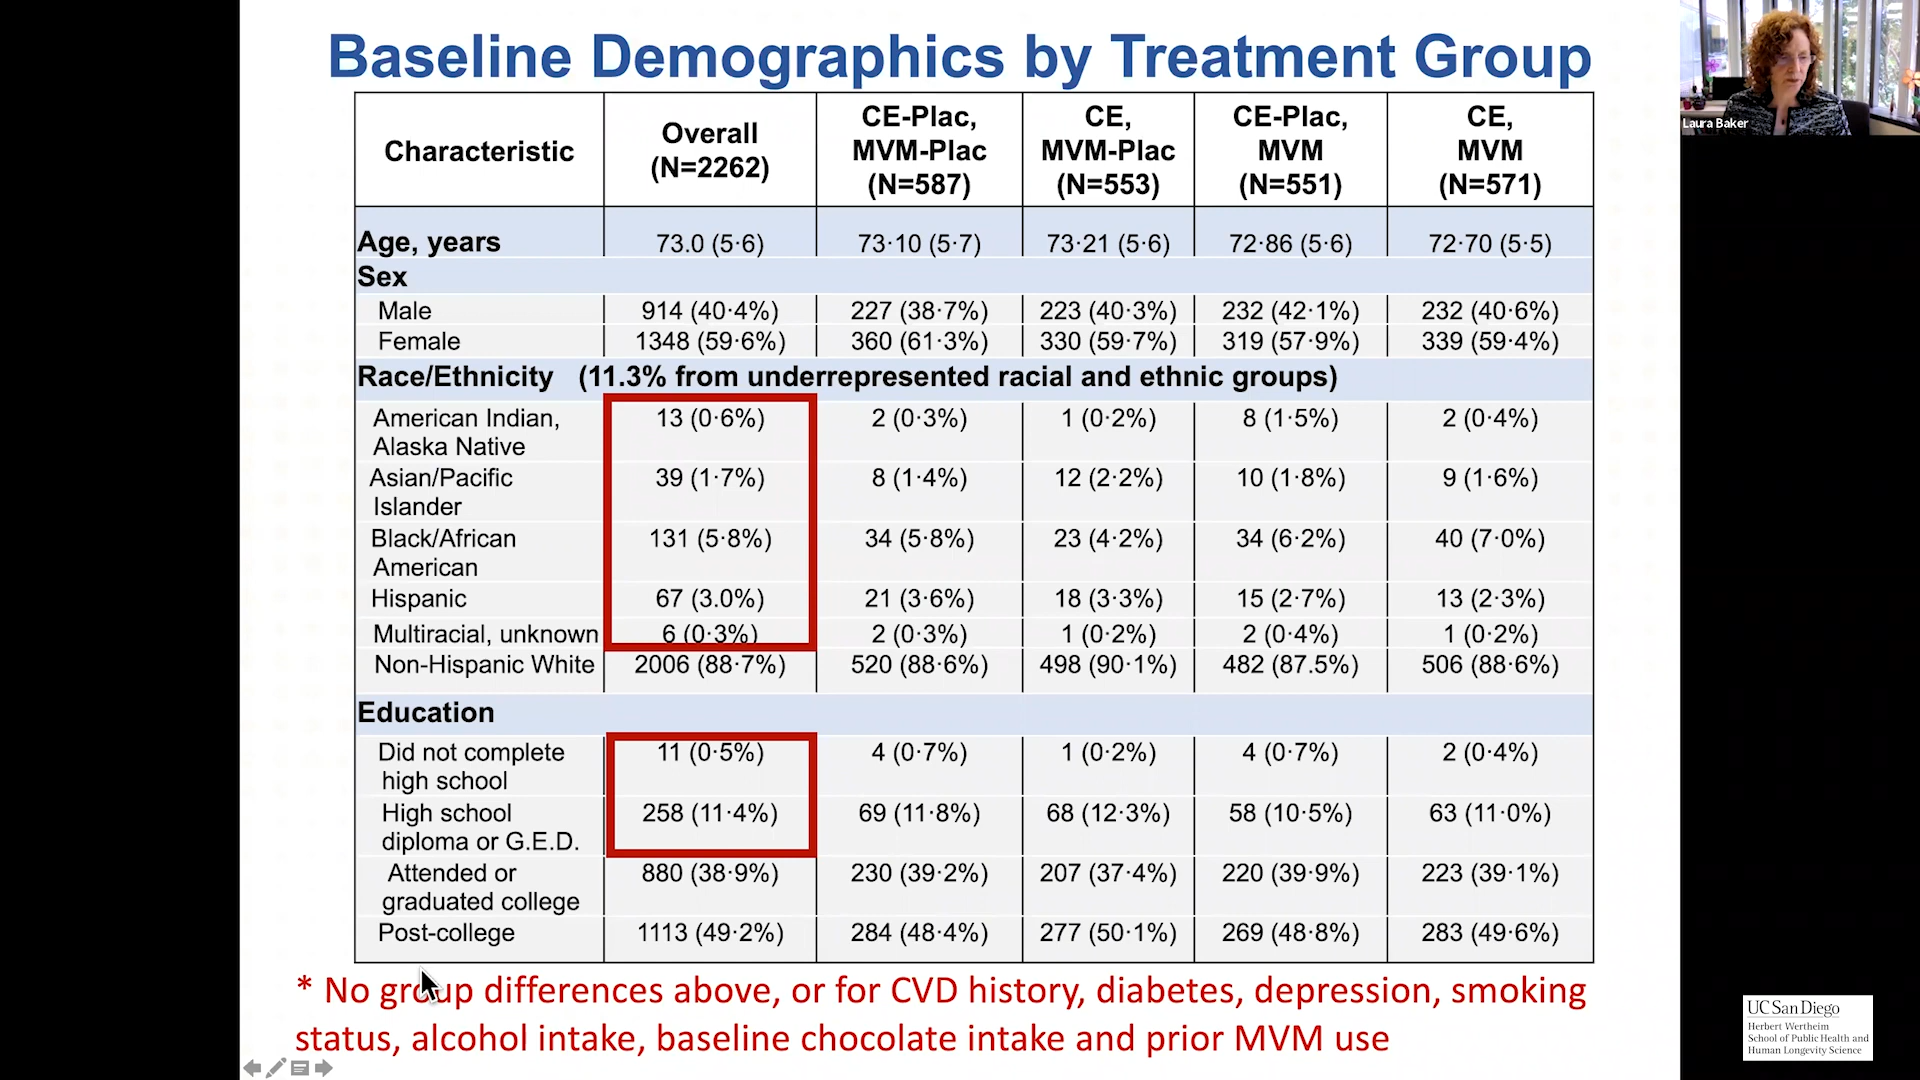 Baseline Demographics by Treatment Group
Characteristic
Overall
(N=2262)
CE-Plac,
MVM-Plac
(N=587)
CE,
MVM-Plac
(N=553)
CE-Plac,
MVM
(N=551)
CE,
MVM
(N=571)
Age, years 73.0 (5·6) 73·10 (5·7) 73·21 (5·6) 72·86 (5·6) 72·70 (5·5)
Sex
Male 914 (40·4%) 227 (38·7%) 223 (40·3%) 232 (42·1%) 232 (40·6%)
Female 1348 (59·6%) 360 (61·3%) 330 (59·7%) 319 (57·9%) 339 (59·4%)
Race/Ethnicity (11.3% from underrepresented racial and ethnic groups)
American Indian, 13 (0·6%) 2 (0·3%) 1 (0·2%) 8 (1·5%) 2 (0·4%)
Alaska Native
Asian/Pacific 39 (1·7%) 8 (1·4%) 12 (2·2%) 10 (1·8%) 9 (1·6%)
Islander
Black/African 131 (5·8%) 34 (5·8%) 23 (4·2%) 34 (6·2%) 40 (7·0%)
American
Hispanic 67 (3.0%) 21 (3·6%) 18 (3·3%) 15 (2·7%) 13 (2·3%)
Multiracial, unknown 6 (0·3%) 2 (0·3%) 1 (0·2%) 2 (0·4%) 1 (0·2%)
Non-Hispanic White 2006 (88·7%) 520 (88·6%) 498 (90·1%) 482 (87.5%) 506 (88·6%)
Education
Did not complete 11 (0·5%) 4 (0·7%) 1 (0·2%) 4 (0·7%) 2 (0·4%)
high school
High school 258 (11·4%) 69 (11·8%) 68 (12·3%) 58 (10·5%) 63 (11·0%)
diploma or G.E.D.
Attended or 880 (38·9%) 230 (39·2%) 207 (37·4%) 220 (39·9%) 223 (39·1%)
graduated college
Post-college 1113 (49·2%) 284 (48·4%) 277 (50·1%) 269 (48·8%) 283 (49·6%)
* No group differences above, or for CVD history, diabetes, depression, smoking
status, alcohol intake, baseline chocolate intake and prior MVM use
Laura Baker
UC San Diego
Herbert Wertheim
School of Public Health and
Human Longevity Science